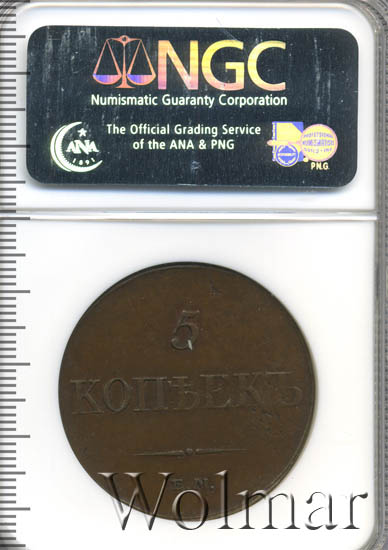 NGC
Numismatic Guaranty Corporation
The Official Grading Service
of the ANA & PNG
ANA
1891
P.N.G.
5
КОПѢЕКЪ
Е.М.
Wolmar